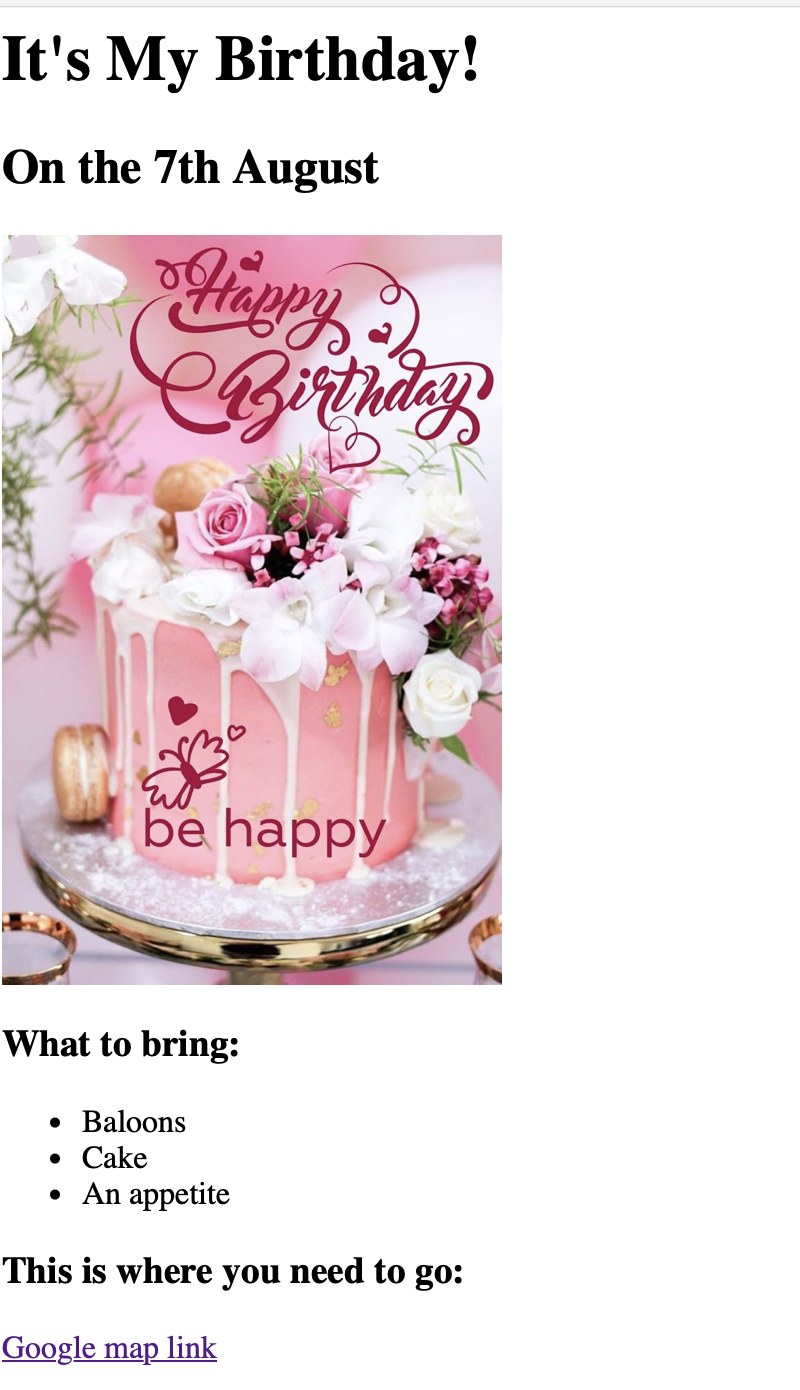 It's My Birthday!
On the 7th August
Happy
Birthday
be happy
What to bring:
Baloons
Cake
An appetite
This is where you need to go:
Google map link